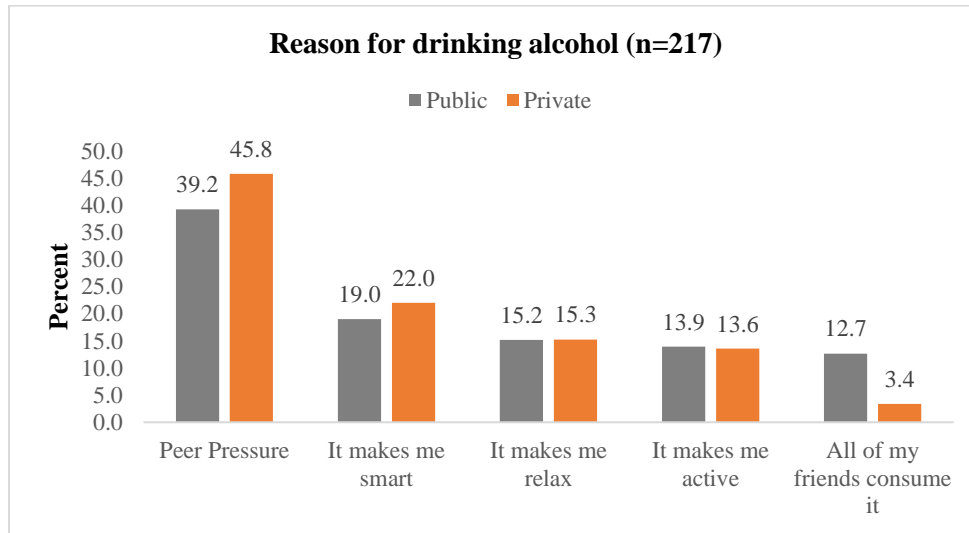 Reason for drinking alcohol (n=217)
Public Private
50.0
45.0
40.0
35.0
30.0
25.0
20.0
15.0
10.0
5.0
0.0
Percent
39.2 45.8
19.0 22.0
15.2 15.3
13.9 13.6
12.7 3.4
Peer Pressure
It makes me
smart
It makes me
relax
It makes me
active
All of my
friends consume
it